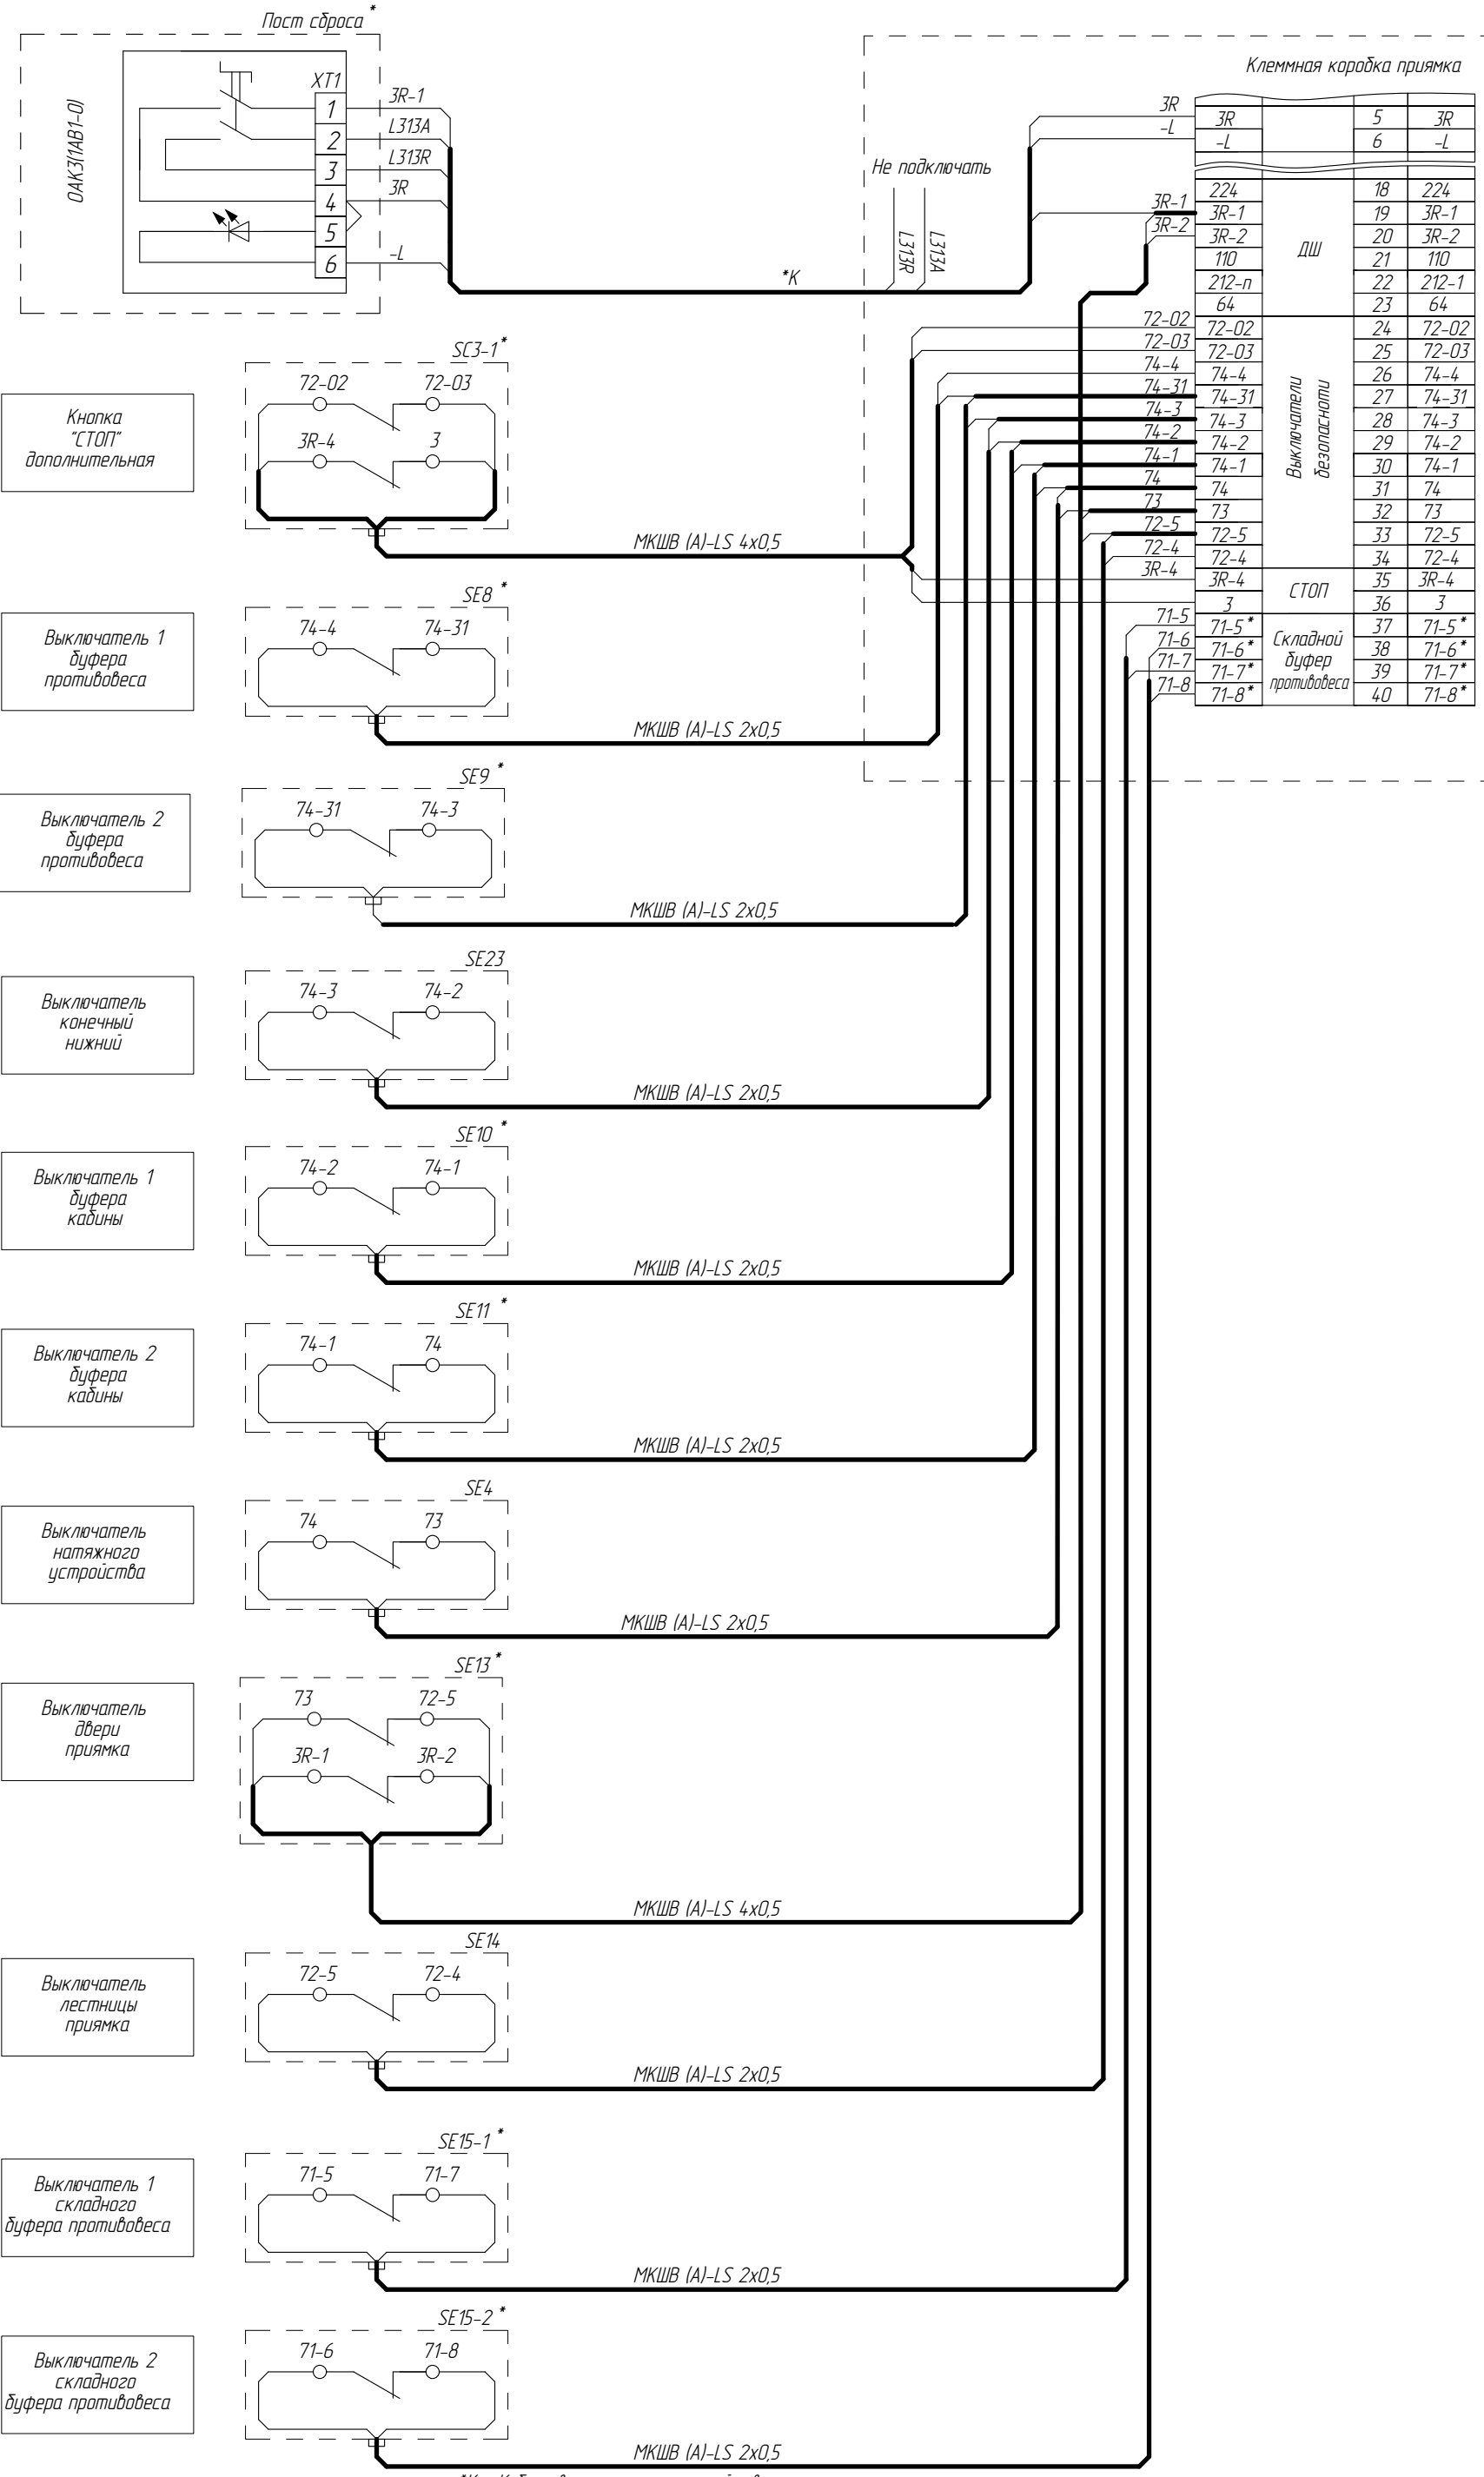 Пост сброса *
Клеммная коробка приямка
ОАК3(1АВ1-0)
XT1
1
2
3
4
5
6
3R-1
L313A
L313R
3R
-L
*К
Не подключать
L313R
L313A
3R
-L
3R-1
3R-2
72-02
72-03
74-4
74-31
74-3
74-2
74-1
74
73
72-5
72-4
3R-4
71-5
71-6
71-7
71-8
3R 5 3R
-L 6 -L
224 18 224
3R-1 19 3R-1
3R-2 20 3R-2
110 21 110
212-п 22 212-1
64 23 64
ДШ
72-02 24 72-02
72-03 25 72-03
74-4 26 74-4
74-31 27 74-31
74-3 28 74-3
74-2 29 74-2
74-1 30 74-1
74 31 74
73 32 73
72-5 33 72-5
72-4 34 72-4
Выключатели
безопасноти
3R-4 35 3R-4
3 36 3
СТОП
71-5* 37 71-5*
71-6* 38 71-6*
71-7* 39 71-7*
71-8* 40 71-8*
Складной
буфер
противовеса
Кнопка
"СТОП"
дополнительная
SC3-1*
72-02 72-03
3R-4 3
МКШВ (А)-LS 4х0,5
Выключатель 1
буфера
противовеса
SE8 *
74-4 74-31
МКШВ (А)-LS 2х0,5
Выключатель 2
буфера
противовеса
SE9 *
74-31 74-3
МКШВ (А)-LS 2х0,5
Выключатель
конечный
нижний
SE23
74-3 74-2
МКШВ (А)-LS 2х0,5
Выключатель 1
буфера
кабины
SE10 *
74-2 74-1
МКШВ (А)-LS 2х0,5
Выключатель 2
буфера
кабины
SE11 *
74-1 74
МКШВ (А)-LS 2х0,5
Выключатель
натяжного
устройства
SE4
74 73
МКШВ (А)-LS 2х0,5
Выключатель
двери
приямка
SE13 *
73 72-5
3R-1 3R-2
МКШВ (А)-LS 4х0,5
Выключатель
лестницы
приямка
SE14
72-5 72-4
МКШВ (А)-LS 2х0,5
Выключатель 1
складного
буфера противовеса
SE15-1 *
71-5 71-7
МКШВ (А)-LS 2х0,5
Выключатель 2
складного
буфера противовеса
SE15-2 *
71-6 71-8
МКШВ (А)-LS 2х0,5